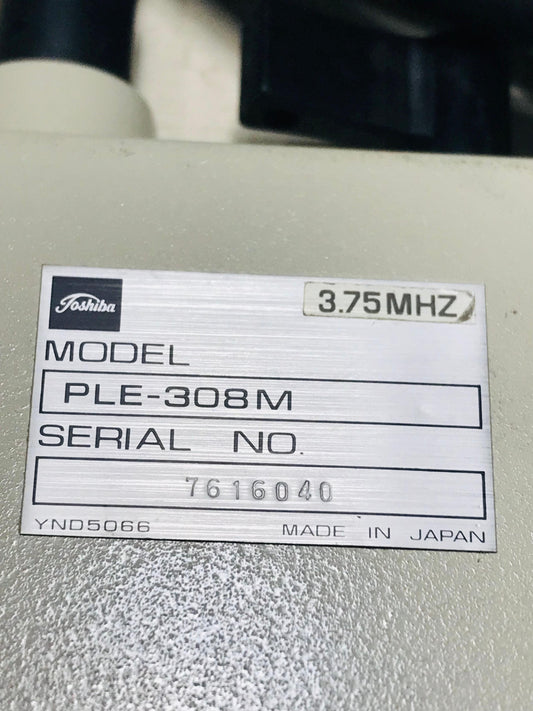 Toshiba
3.75MHZ
MODEL
PLE-308M
SERIAL NO.
7616040
YND5066 MADE IN JAPAN